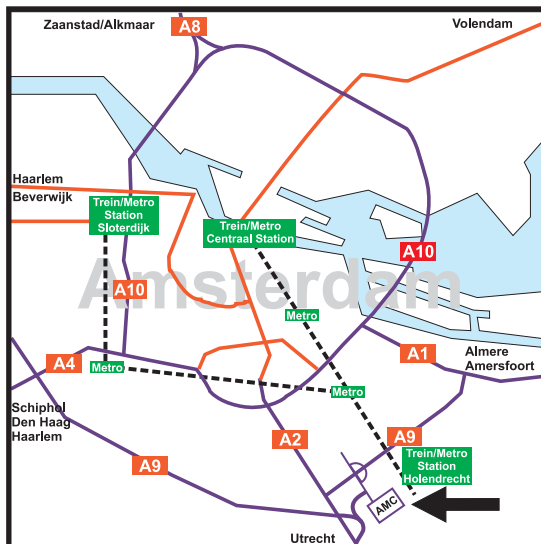 Zaanstad/Alkmaar
A8
Volendam
Haarlem
Beverwijk
Trein/Metro
Station
Sloterdijk
Trein/Metro
Centraal Station
A10
A10
Amsterdam
Metro
A1
Almere
Amersfoort
A4
Metro
Metro
Schiphol
Den Haag
Haarlem
A2
A9
A9
Trein/Metro
Station
Holendrecht
AMC
Utrecht